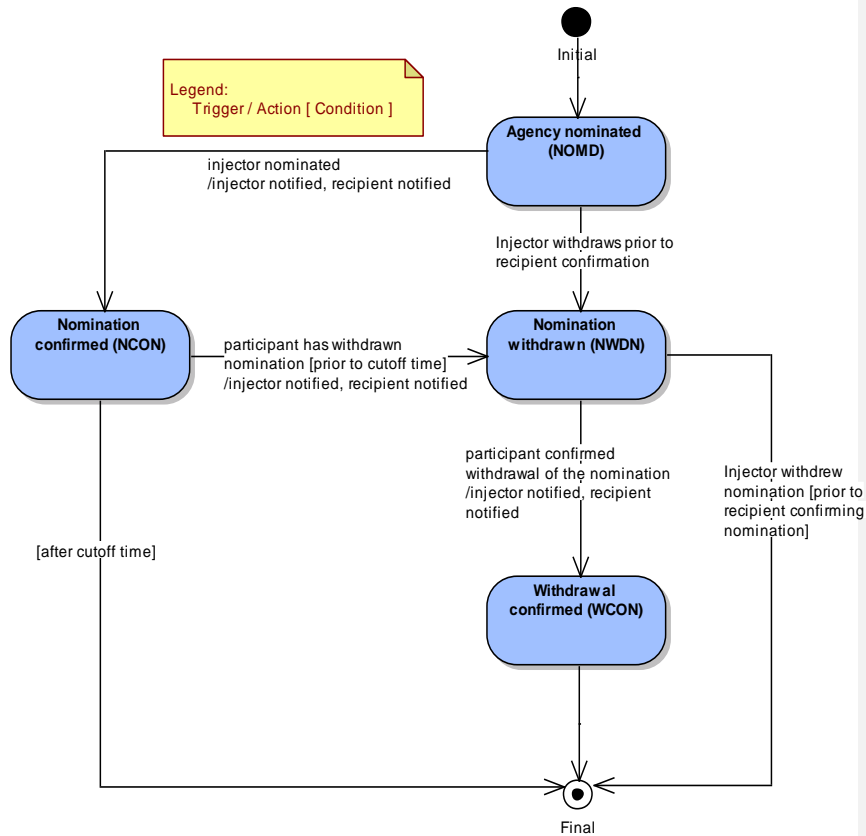 Initial
Legend:
Trigger / Action [ Condition ]
Agency nominated
(NOMD)
injector nominated
/injector notified, recipient notified
Injector withdraws prior to
recipient confirmation
Nomination
confirmed (NCON)
participant has withdrawn
nomination [prior to cutoff time]
/injector notified, recipient notified
Nomination
withdrawn (NWDN)
participant confirmed
withdrawal of the nomination
/injector notified, recipient
notified
Injector withdrew
nomination [prior to
recipient confirming
nomination]
[after cutoff time]
Withdrawal
confirmed (WCON)
Final